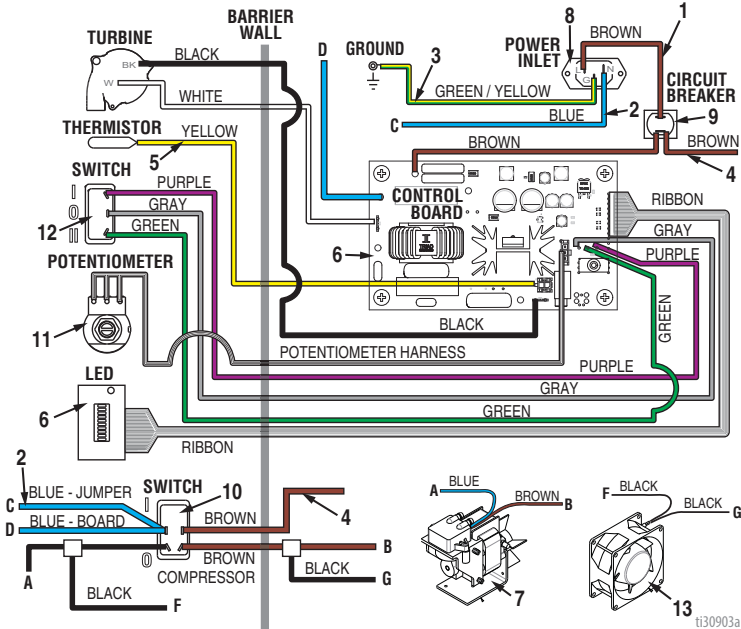 BARRIER
WALL
TURBINE
BK
BLACK
W
WHITE
THERMISTOR
YELLOW
5
SWITCH
I
O
II
12
PURPLE
GRAY
GREEN
POTENTIOMETER
11
LED
6
RIBBON
D
GROUND
3
GREEN / YELLOW
C
BLUE
2
POWER
INLET
8
L
N
G
BROWN
1
CIRCUIT
BREAKER
9
BROWN
4
BROWN
CONTROL
BOARD
6
RIBBON
GRAY
PURPLE
GREEN
BLACK
POTENTIOMETER HARNESS
PURPLE
GRAY
GREEN
2
C
BLUE - JUMPER
D
BLUE - BOARD
SWITCH
10
I
O
BROWN
4
BROWN
B
COMPRESSOR
A
BLACK
F
BLACK
G
A
BLUE
BROWN
B
7
F
BLACK
BLACK
G
13
ti30903a